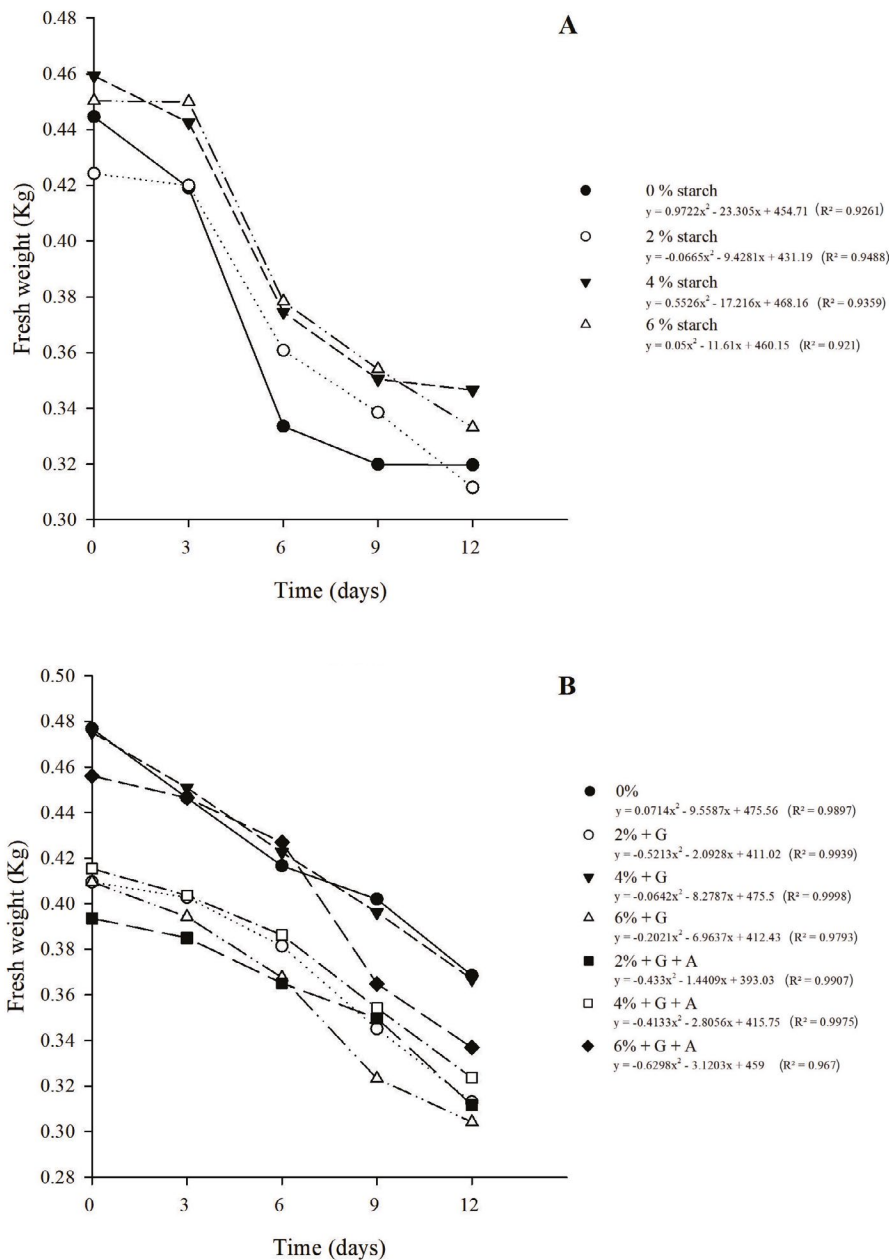 A
0.48
0.46
0.44
0.42
0.40
0.38
0.36
0.34
0.32
0.30
Fresh weight (Kg)
0 3 6 9 12
Time (days)
0 % starch
y = 0.9722x² - 23.305x + 454.71 (R² = 0.9261)
2 % starch
y = -0.0665x² - 9.4281x + 431.19 (R² = 0.9488)
4 % starch
y = 0.5526x² - 17.216x + 468.16 (R² = 0.9359)
6 % starch
y = 0.05x² - 11.61x + 460.15 (R² = 0.921)
B
0.50
0.48
0.46
0.44
0.42
0.40
0.38
0.36
0.34
0.32
0.30
0.28
Fresh weight (Kg)
0 3 6 9 12
Time (days)
0%
y = 0.0714x² - 9.5587x + 475.56 (R² = 0.9897)
2% + G
y = -0.5213x² - 2.0928x + 411.02 (R² = 0.9939)
4% + G
y = -0.0642x² - 8.2787x + 475.5 (R² = 0.9998)
6% + G
y = -0.2021x² - 6.9637x + 412.43 (R² = 0.9793)
2% + G + A
y = -0.433x² - 1.4409x + 393.03 (R² = 0.9907)
4% + G + A
y = -0.4133x² - 2.8056x + 415.75 (R² = 0.9975)
6% + G + A
y = -0.6298x² - 3.1203x + 459 (R² = 0.967)